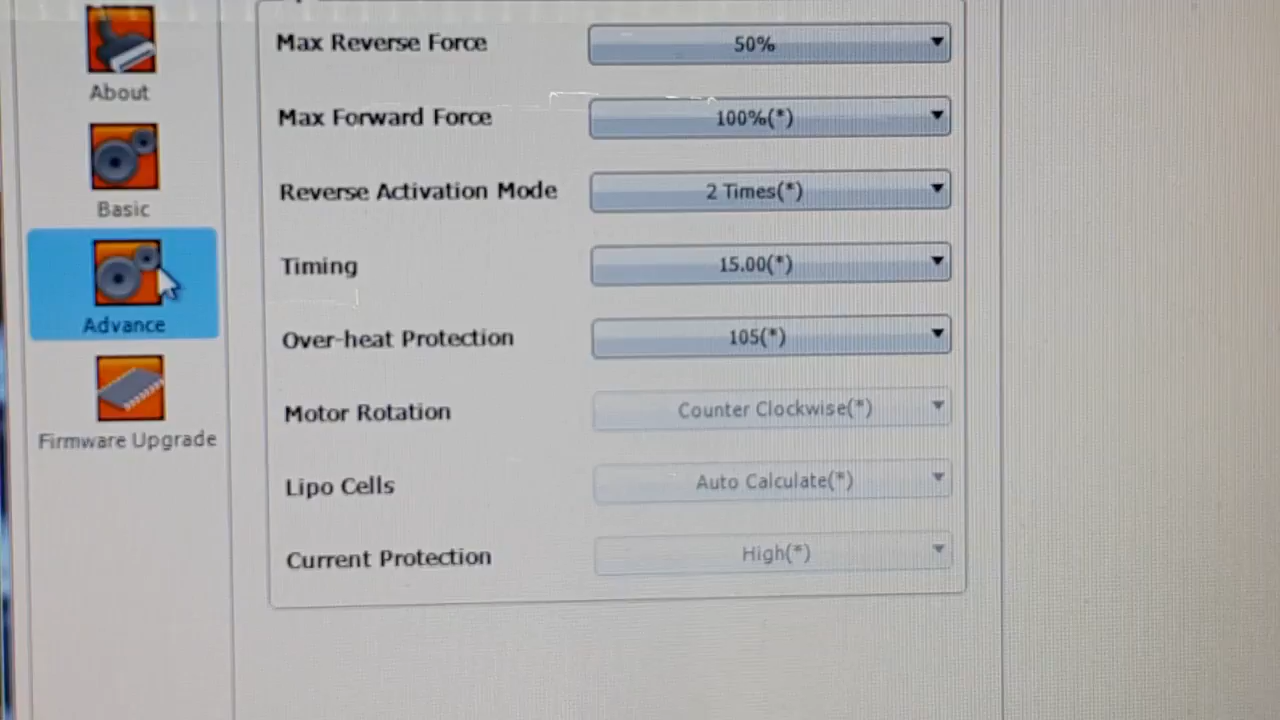 About
Basic
Advance
Firmware Upgrade
Max Reverse Force 50%
Max Forward Force 100%(*)
Reverse Activation Mode 2 Times(*)
Timing 15.00(*)
Over-heat Protection 105(*)
Motor Rotation Counter Clockwise(*)
Lipo Cells Auto Calculate(*)
Current Protection High(*)